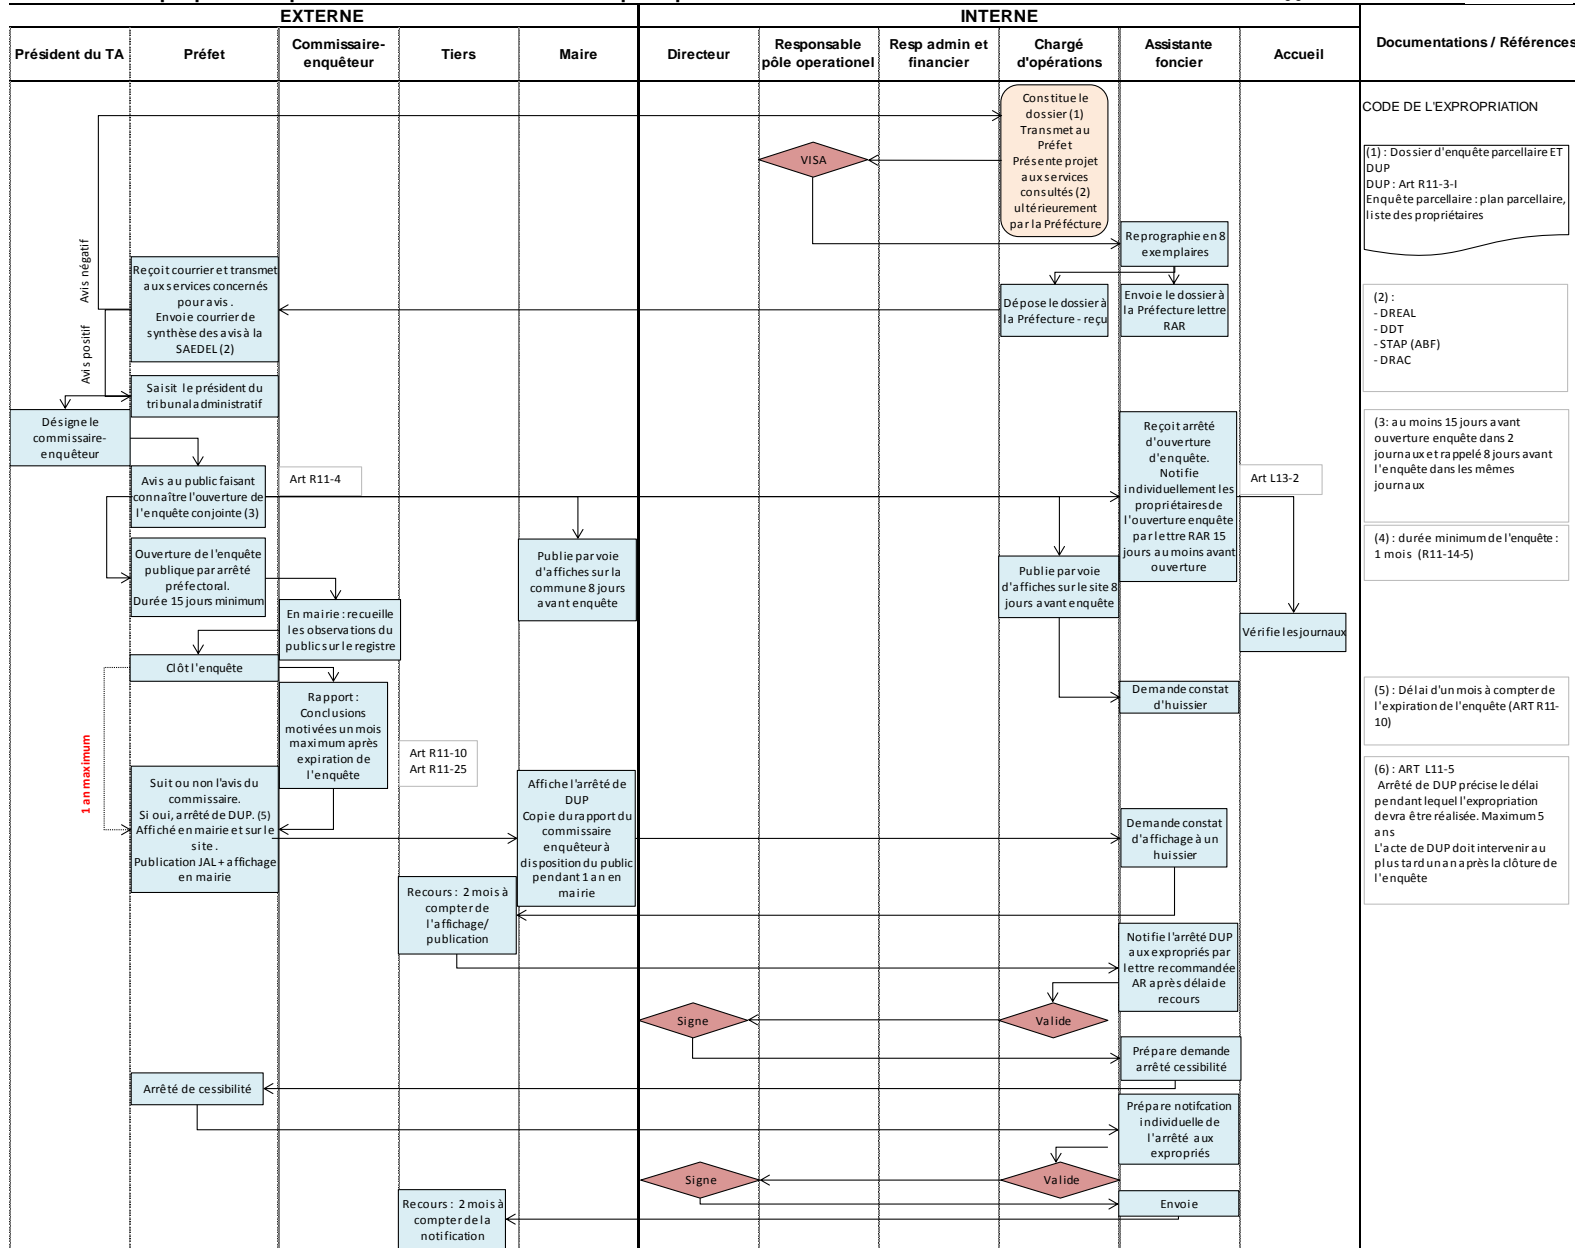 EXTERNE
INTERNE
Président du TA
Préfet
Commissaire-
enquêteur
Tiers
Maire
Directeur
Responsable
pôle operationel
Resp admin et
financier
Chargé
d'opérations
Assistante
foncier
Accueil
Documentations / Références
Constitue le
dossier (1)
Transmet au
Préfet
Présente projet
aux services
consultés (2)
ultérieurement
par la Préfécture
CODE DE L'EXPROPRIATION
VISA
(1) : Dossier d'enquête parcellaire ET
DUP
DUP : Art R11-3-I
Enquête parcellaire : plan parcellaire,
liste des propriétaires
Reprographie en 8
exemplaires
Avis négatif
Reçoit courrier et transmet
aux services concernés
pour avis .
Envoie courrier de
synthèse des avis à la
SAEDEL (2)
Dépose le dossier à
la Préfecture - reçu
Envoie le dossier à
la Préfecture lettre
RAR
(2) :
- DREAL
- DDT
- STAP (ABF)
- DRAC
Avis positif
Saisit le président du
tribunal administratif
Désigne le
commissaire-
enquêteur
Reçoit arrêté
d'ouverture
d'enquête.
Notifie
individuellement les
propriétaires de
l'ouverture enquête
par lettre RAR 15
jours au moins avant
ouverture
(3: au moins 15 jours avant
ouverture enquête dans 2
journaux et rappelé 8 jours avant
l'enquête dans les mêmes
journaux
Avis au public faisant
connaître l'ouverture de
l'enquête conjointe (3)
Art R11-4
Art L13-2
Ouverture de l'enquête
publique par arrêté
préfectoral.
Durée 15 jours minimum
Publie par voie
d'affiches sur la
commune 8 jours
avant enquête
Publie par voie
d'affiches sur le site 8
jours avant enquête
(4) : durée minimum de l'enquête :
1 mois (R11-14-5)
En mairie : recueille
les observations du
public sur le registre
Vérifie les journaux
Clôt l'enquête
Rapport :
Conclusions
motivées un mois
maximum après
expiration de
l'enquête
Demande constat
d'huissier
(5) : Délai d'un mois à compter de
l'expiration de l'enquête (ART R11-
10)
1 an maximum
Art R11-10
Art R11-25
Suit ou non l'avis du
commissaire.
Si oui, arrêté de DUP. (5)
Affiché en mairie et sur le
site .
Publication JAL + affichage
en mairie
Affiche l'arrêté de
DUP
Copie du rapport du
commissaire
enquêteur à
disposition du public
pendant 1 an en
mairie
Demande constat
d'affichage à un
huissier
(6) : ART L11-5
Arrêté de DUP précise le délai
pendant lequel l'expropriation
devra être réalisée. Maximum 5
ans
L'acte de DUP doit intervenir au
plus tard un an après la clôture de
l'enquête
Recours : 2 mois à
compter de
l'affichage/
publication
Notifie l'arrêté DUP
aux expropriés par
lettre recommandée
AR après délai de
recours
Signe
Valide
Prépare demande
arrêté cessibilité
Arrêté de cessibilité
Prépare notifcation
individuelle de
l'arrêté aux
expropriés
Signe
Valide
Envoie
Recours : 2 mois à
compter de la
notification